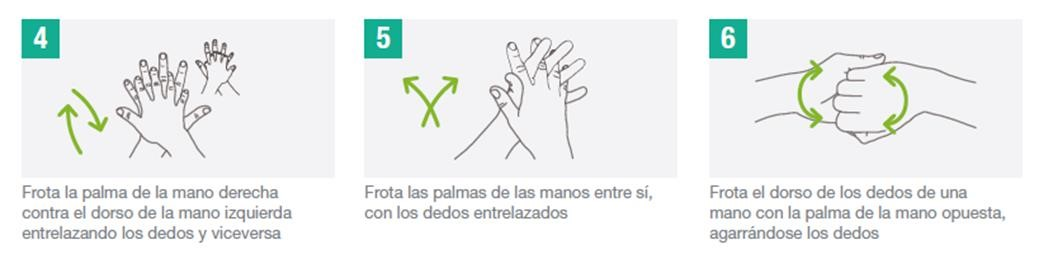 4
Frota la palma de la mano derecha
contra el dorso de la mano izquierda
entrelazando los dedos y viceversa
5
Frota las palmas de las manos entre sí,
con los dedos entrelazados
6
Frota el dorso de los dedos de una
mano con la palma de la mano opuesta,
agarrándose los dedos